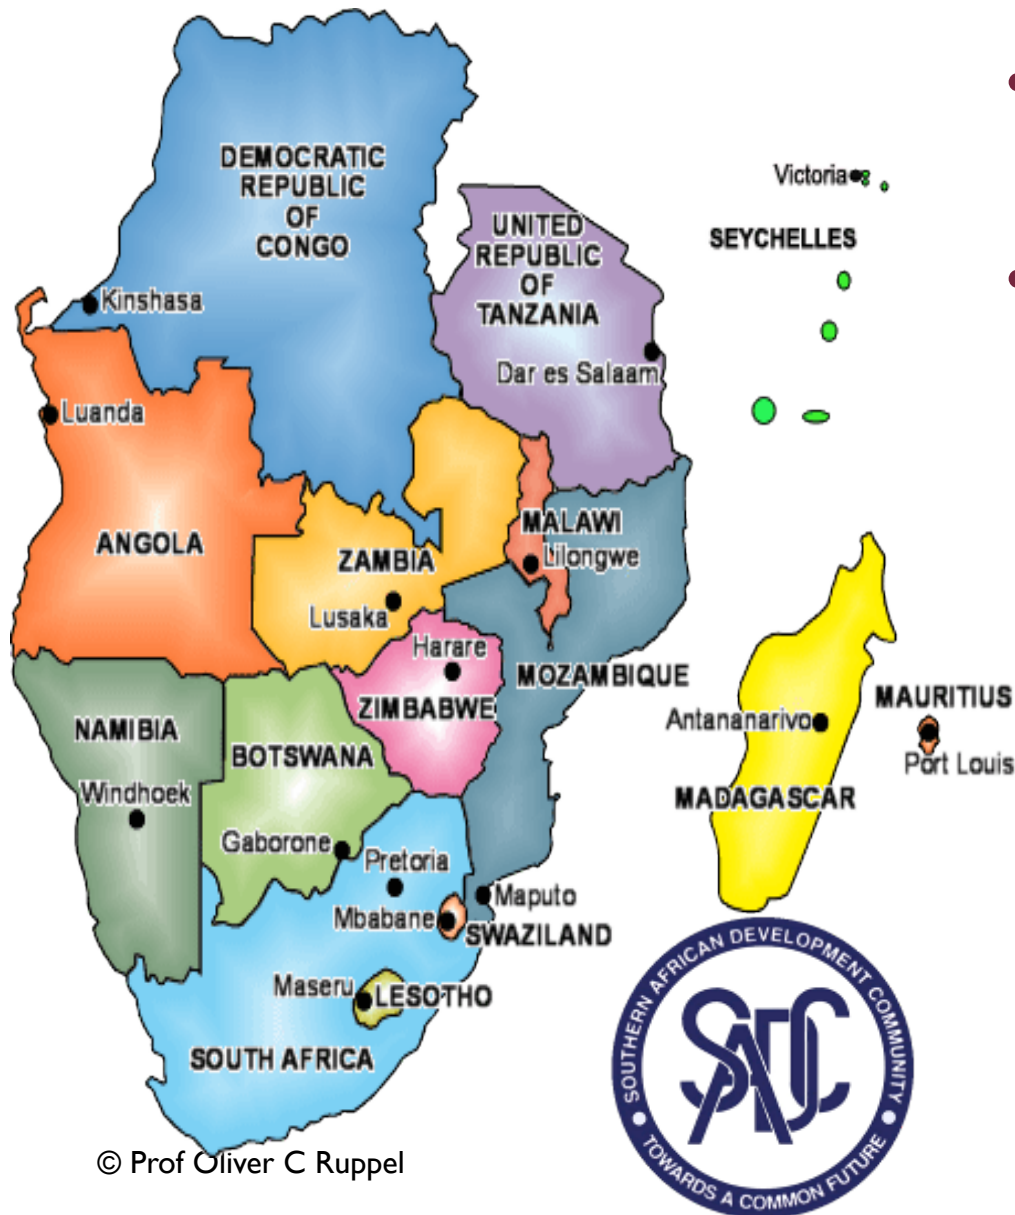 DEMOCRATIC
REPUBLIC
OF
CONGO
Kinshasa
UNITED
REPUBLIC
OF
TANZANIA
Dar es Salaam
Victoria
SEYCHELLES
Luanda
ANGOLA
ZAMBIA
Lusaka
MALAWI
Lilongwe
Harare
ZIMBABWE
MOZAMBIQUE
NAMIBIA
Windhoek
BOTSWANA
Gaborone
Antananarivo
MADAGASCAR
MAURITIUS
Port Louis
Pretoria
Mbabane
Maputo
SWAZILAND
Maseru
LESOTHO
SOUTH AFRICA
SOUTHERN AFRICAN DEVELOPMENT COMMUNITY
SADC
TOWARDS A COMMON FUTURE
© Prof Oliver C Ruppel